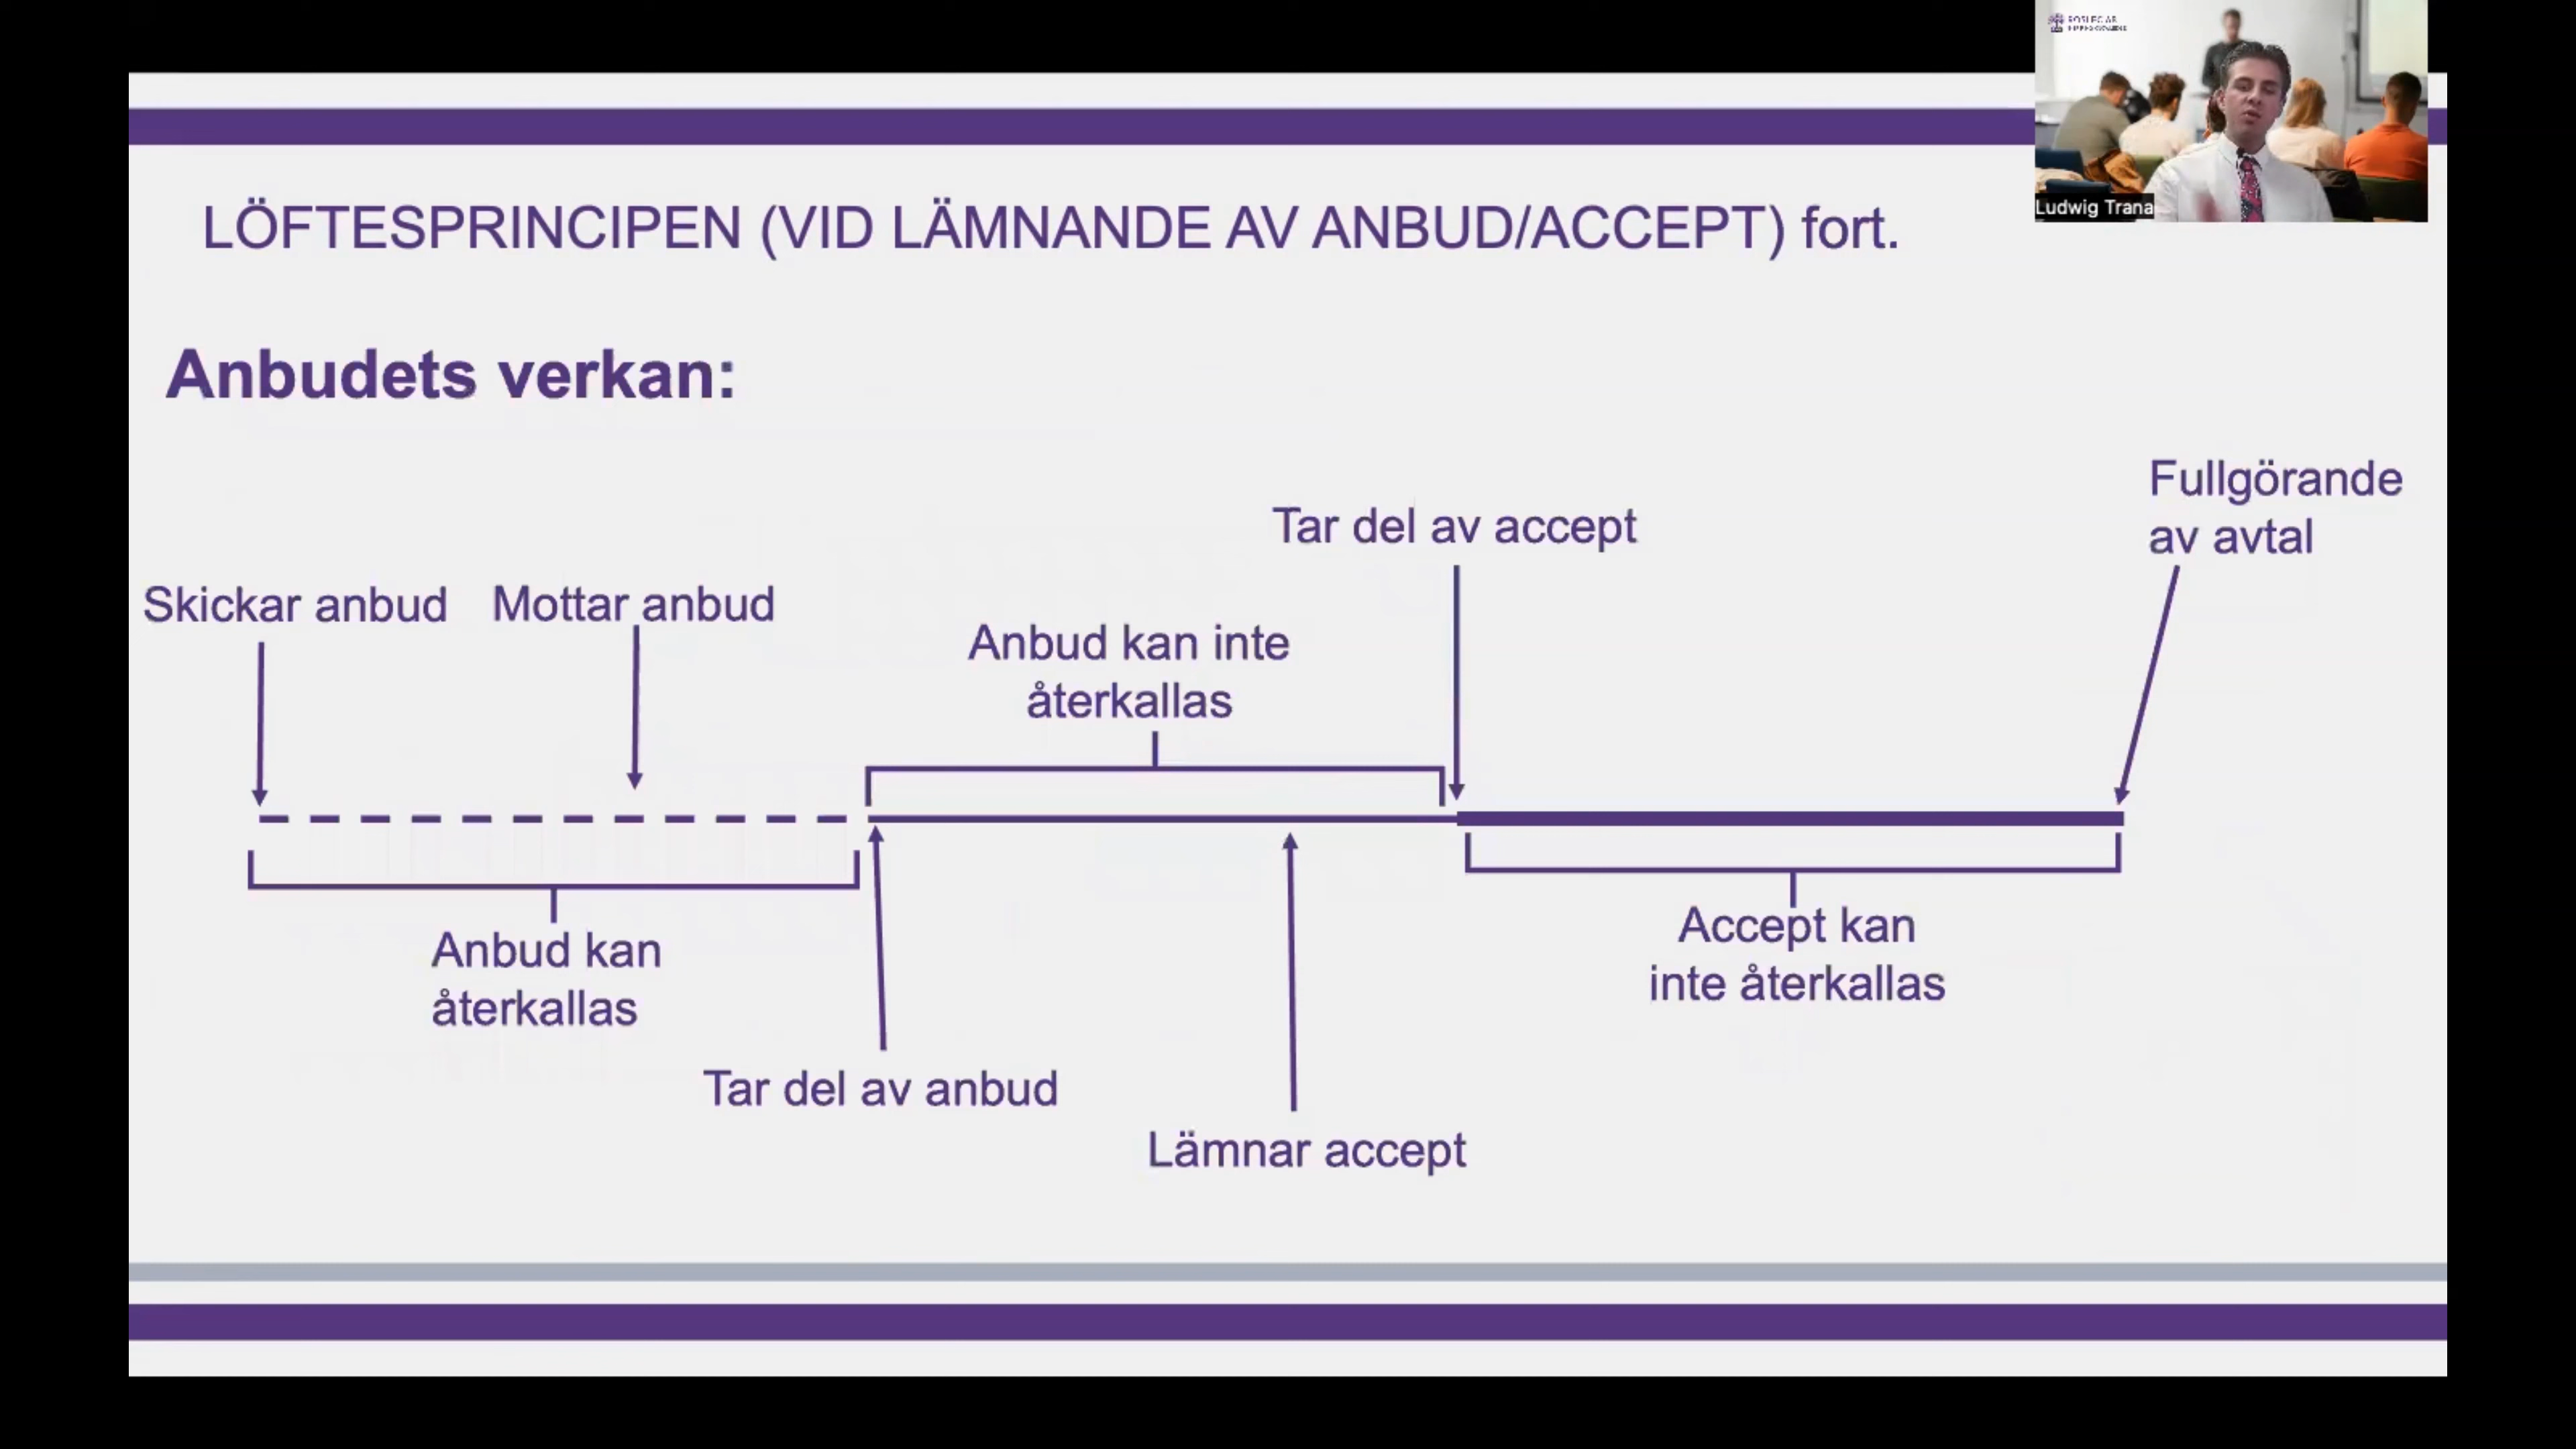 LÖFTESPRINCIPEN (VID LÄMNANDE AV ANBUD/ACCEPT) fort.
Ludwig Trana
Anbudets verkan:
Fullgörande
av avtal
Tar del av accept
Skickar anbud
Mottar anbud
Anbud kan inte
återkallas
Anbud kan
återkallas
Accept kan
inte återkallas
Tar del av anbud
Lämnar accept